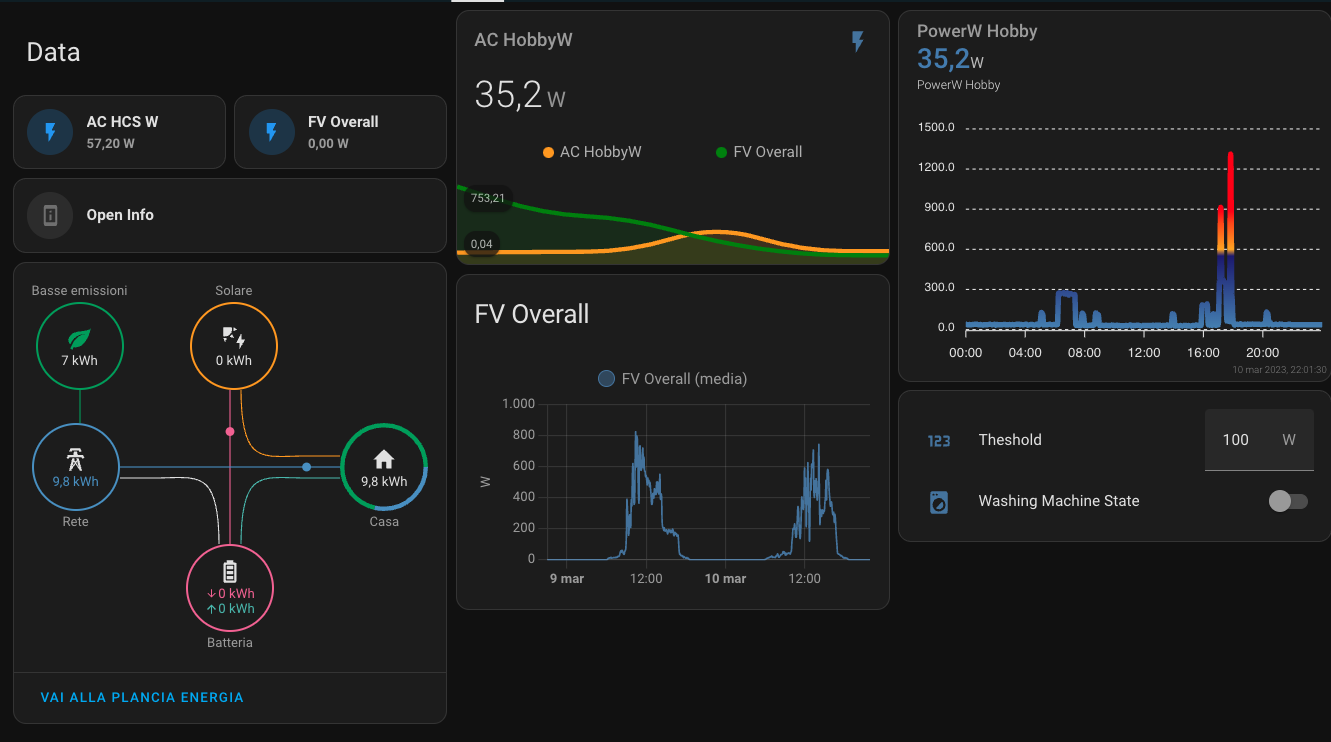 Data
AC HCS W
57,20 W
FV Overall
0,00 W
Open Info
Basse emissioni
7 kWh
Solare
0 kWh
9,8 kWh
Rete
9,8 kWh
Casa
↓0 kWh
↑0 kWh
Batteria
VAI ALLA PLANCIA ENERGIA
AC HobbyW
35,2 W
AC HobbyW
FV Overall
753,21
0,04
FV Overall
FV Overall (media)
1.000
800
600
400
200
0
W
9 mar
12:00
10 mar
12:00
PowerW Hobby
35,2W
PowerW Hobby
1500.0
1200.0
900.0
600.0
300.0
0.0
00:00
04:00
08:00
12:00
16:00
20:00
10 mar 2023, 22:01:30
123
Theshold
100 W
Washing Machine State